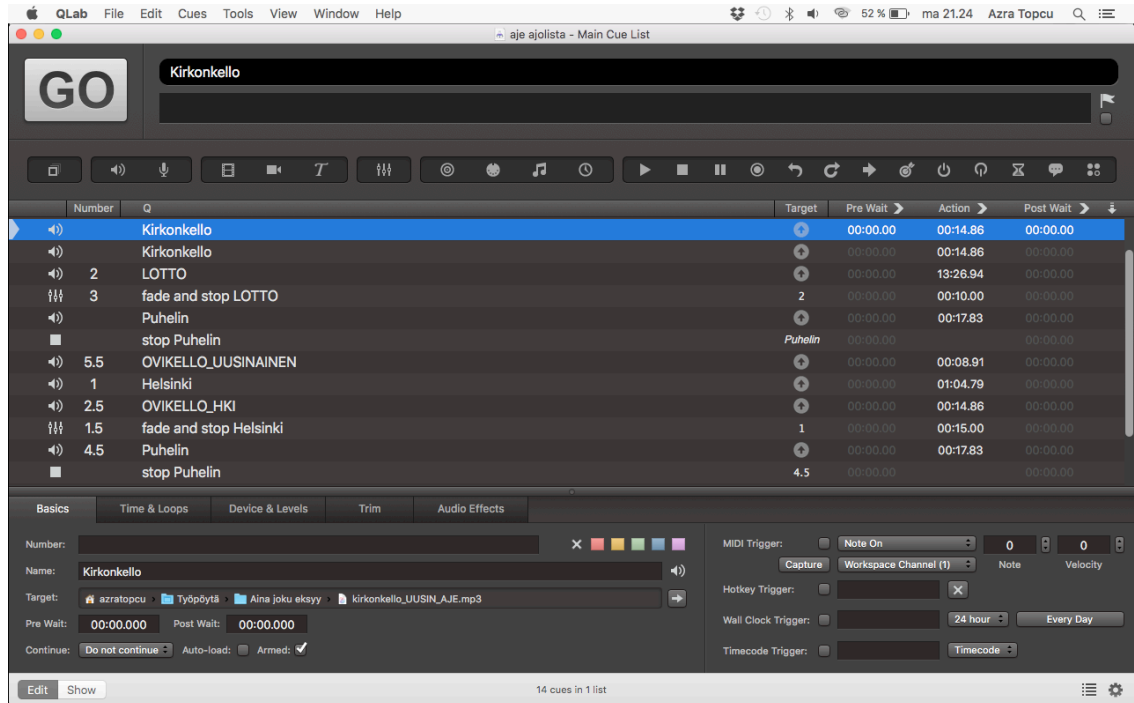 QLab File Edit Cues Tools View Window Help 52 % ma 21.24 Azra Topcu
aje ajolista - Main Cue List
GO
Kirkonkello
Number Q Target Pre Wait Action Post Wait
Kirkonkello 00:00.00 00:14.86 00:00.00
Kirkonkello 00:00.00 00:14.86 00:00.00
2 LOTTO 00:00.00 13:26.94 00:00.00
3 fade and stop LOTTO 2 00:00.00 00:10.00 00:00.00
Puhelin 00:00.00 00:17.83 00:00.00
stop Puhelin Puhelin 00:00.00 00:00.00
5.5 OVIKELLO_UUSINAINEN 00:00.00 00:08.91 00:00.00
1 Helsinki 00:00.00 01:04.79 00:00.00
2.5 OVIKELLO_HKI 00:00.00 00:14.86 00:00.00
1.5 fade and stop Helsinki 1 00:00.00 00:15.00 00:00.00
4.5 Puhelin 00:00.00 00:17.83 00:00.00
stop Puhelin 4.5 00:00.00 00:00.00
Basics Time & Loops Device & Levels Trim Audio Effects
Number:
Name: Kirkonkello
Target: azratopcu Työpöytä Aina joku eksyy kirkonkello_UUSIN_AJE.mp3
Pre Wait: 00:00.000 Post Wait: 00:00.000
Continue: Do not continue Auto-load: Armed:
MIDI Trigger: Note On 0 0
Capture Workspace Channel (1) Note Velocity
Hotkey Trigger:
Wall Clock Trigger: 24 hour Every Day
Timecode Trigger: Timecode
Edit Show 14 cues in 1 list